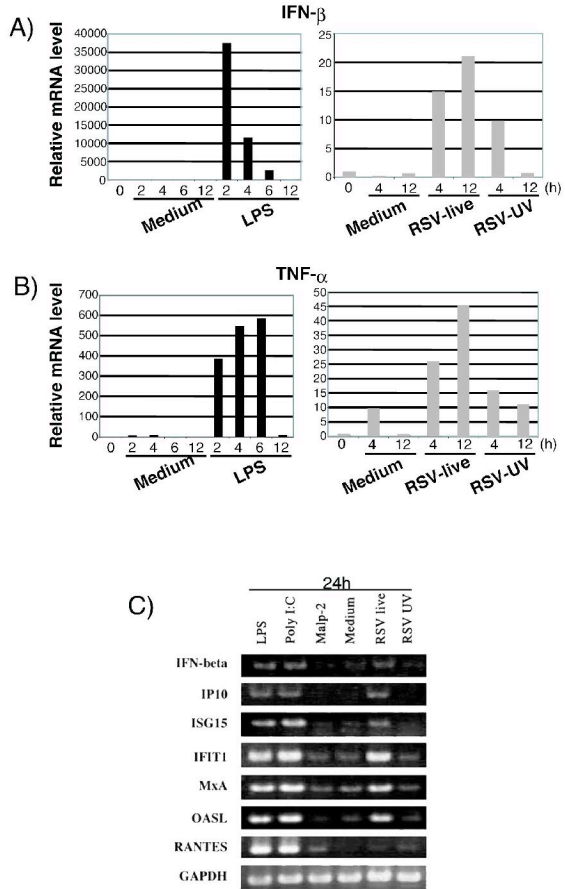 A)
IFN-β
Relative mRNA level
40000
35000
30000
25000
20000
15000
10000
5000
0
0 2 4 6 12 2 4 6 12
Medium LPS
25
20
15
10
5
0
0 4 12 4 12 4 12 (h)
Medium RSV-live RSV-UV
B)
TNF-α
Relative mRNA level
700
600
500
400
300
200
100
0
0 2 4 6 12 2 4 6 12
Medium LPS
50
45
40
35
30
25
20
15
10
5
0
0 4 12 4 12 4 12 (h)
Medium RSV-live RSV-UV
C)
24h
LPS
Poly I:C
Malp-2
Medium
RSV live
RSV UV
IFN-beta
IP10
ISG15
IFIT1
MxA
OASL
RANTES
GAPDH